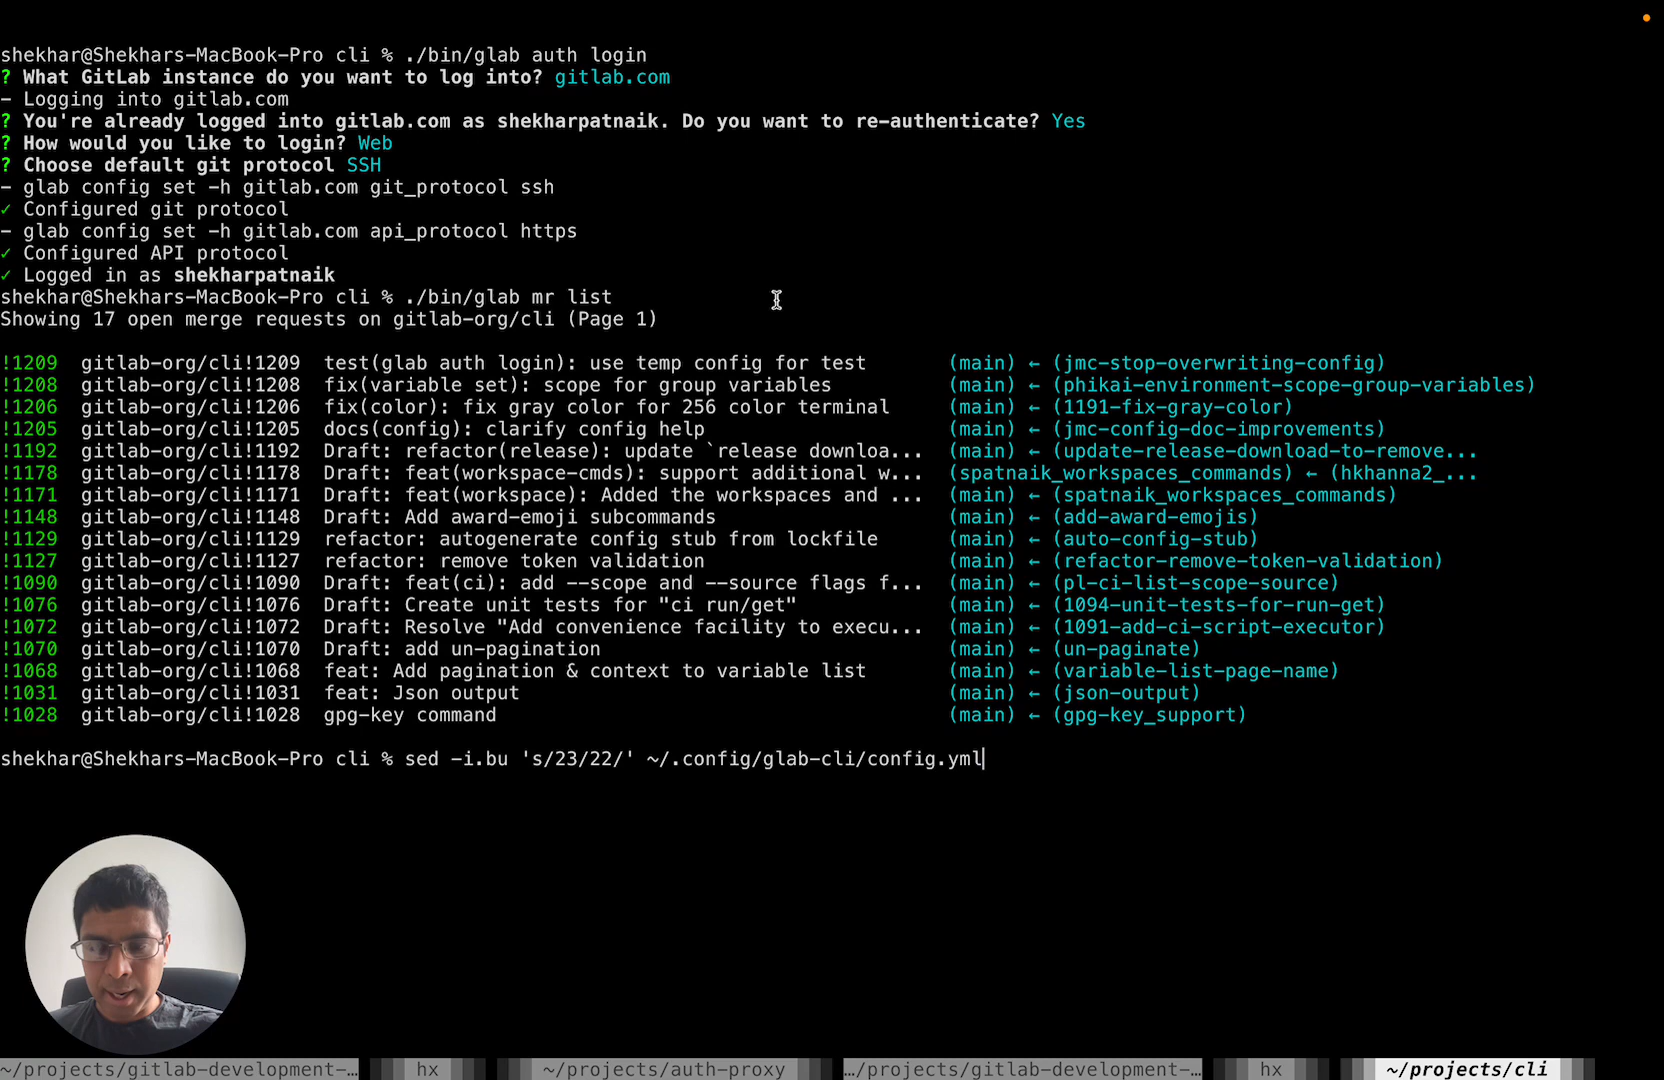 shekhar@Shekhars-MacBook-Pro cli % ./bin/glab auth login
? What GitLab instance do you want to log into? gitlab.com
- Logging into gitlab.com
? You're already logged into gitlab.com as shekharpatnaik. Do you want to re-authenticate? Yes
? How would you like to login? Web
? Choose default git protocol SSH
- glab config set -h gitlab.com git_protocol ssh
✓ Configured git protocol
- glab config set -h gitlab.com api_protocol https
✓ Configured API protocol
✓ Logged in as shekharpatnaik
shekhar@Shekhars-MacBook-Pro cli % ./bin/glab mr list
Showing 17 open merge requests on gitlab-org/cli (Page 1)
!1209 gitlab-org/cli!1209 test(glab auth login): use temp config for test (main) ← (jmc-stop-overwriting-config)
!1208 gitlab-org/cli!1208 fix(variable set): scope for group variables (main) ← (phikai-environment-scope-group-variables)
!1206 gitlab-org/cli!1206 fix(color): fix gray color for 256 color terminal (main) ← (1191-fix-gray-color)
!1205 gitlab-org/cli!1205 docs(config): clarify config help (main) ← (jmc-config-doc-improvements)
!1192 gitlab-org/cli!1192 Draft: refactor(release): update `release downloa... (main) ← (update-release-download-to-remove...
!1178 gitlab-org/cli!1178 Draft: feat(workspace-cmds): support additional w... (spatnaik_workspaces_commands) ← (hkhanna2_...
!1171 gitlab-org/cli!1171 Draft: feat(workspace): Added the workspaces and ... (main) ← (spatnaik_workspaces_commands)
!1148 gitlab-org/cli!1148 Draft: Add award-emoji subcommands (main) ← (add-award-emojis)
!1129 gitlab-org/cli!1129 refactor: autogenerate config stub from lockfile (main) ← (auto-config-stub)
!1127 gitlab-org/cli!1127 refactor: remove token validation (main) ← (refactor-remove-token-validation)
!1090 gitlab-org/cli!1090 Draft: feat(ci): add --scope and --source flags f... (main) ← (pl-ci-list-scope-source)
!1076 gitlab-org/cli!1076 Draft: Create unit tests for "ci run/get" (main) ← (1094-unit-tests-for-run-get)
!1072 gitlab-org/cli!1072 Draft: Resolve "Add convenience facility to execu... (main) ← (1091-add-ci-script-executor)
!1070 gitlab-org/cli!1070 Draft: add un-pagination (main) ← (un-paginate)
!1068 gitlab-org/cli!1068 feat: Add pagination & context to variable list (main) ← (variable-list-page-name)
!1031 gitlab-org/cli!1031 feat: Json output (main) ← (json-output)
!1028 gitlab-org/cli!1028 gpg-key command (main) ← (gpg-key_support)
shekhar@Shekhars-MacBook-Pro cli % sed -i.bu 's/23/22/' ~/.config/glab-cli/config.yml
~/projects/gitlab-development-… hx ~/projects/auth-proxy …/projects/gitlab-development-… hx ~/projects/cli